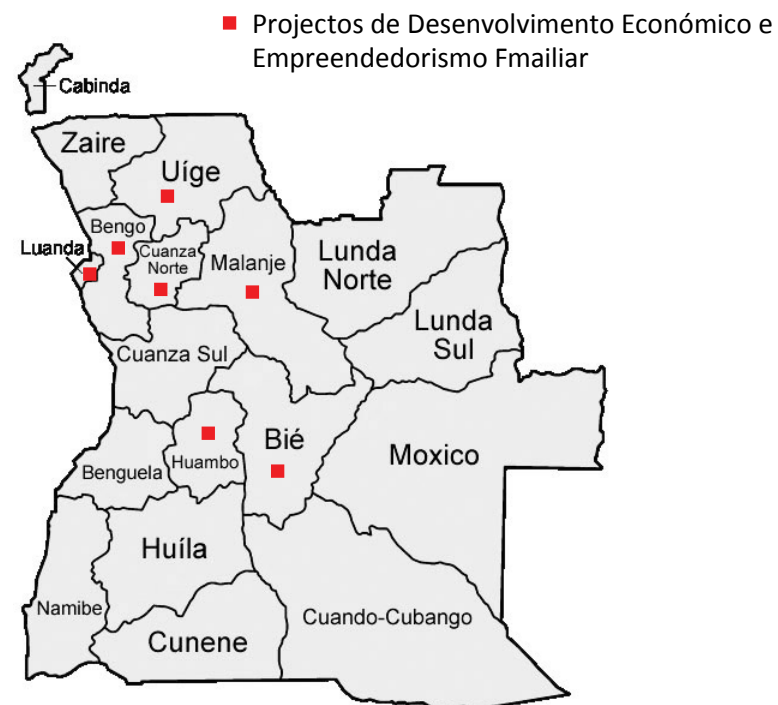 Projectos de Desenvolvimento Económico e
Empreendedorismo Fmailiar
Cabinda
Zaire
Uíge
Bengo
Luanda
Cuanza
Norte
Malanje
Lunda
Norte
Lunda
Sul
Cuanza Sul
Bié
Huambo
Benguela
Moxico
Huíla
Namibe
Cuando-Cubango
Cunene